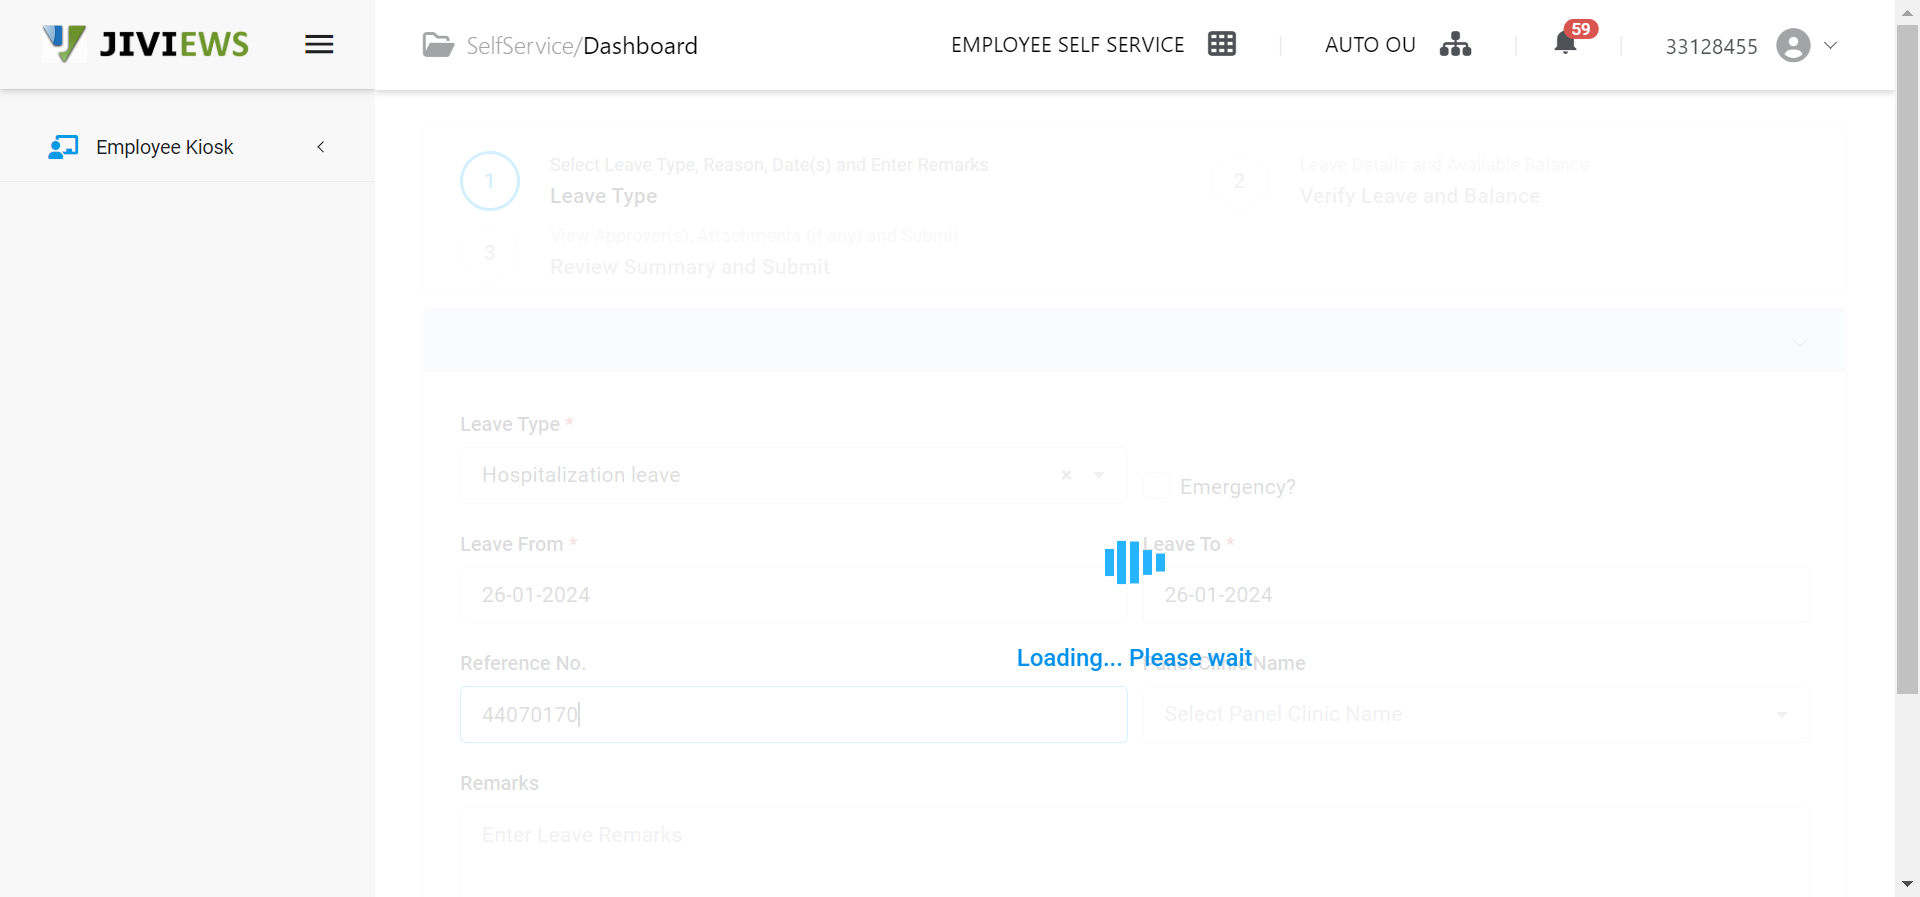 JIVIEWS
SelfService/Dashboard
EMPLOYEE SELF SERVICE
AUTO OU
59
33128455
Employee Kiosk
1
Select Leave Type, Reason, Date(s) and Enter Remarks
Leave Type
2
Leave Details and Available Balance
Verify Leave and Balance
3
View Approver(s), Attachments (if any) and Submit
Review Summary and Submit
Leave Type *
Hospitalization leave
Emergency?
Leave From *
26-01-2024
Leave To *
26-01-2024
Loading... Please wait
Reference No.
44070170
Panel Clinic Name
Select Panel Clinic Name
Remarks
Enter Leave Remarks